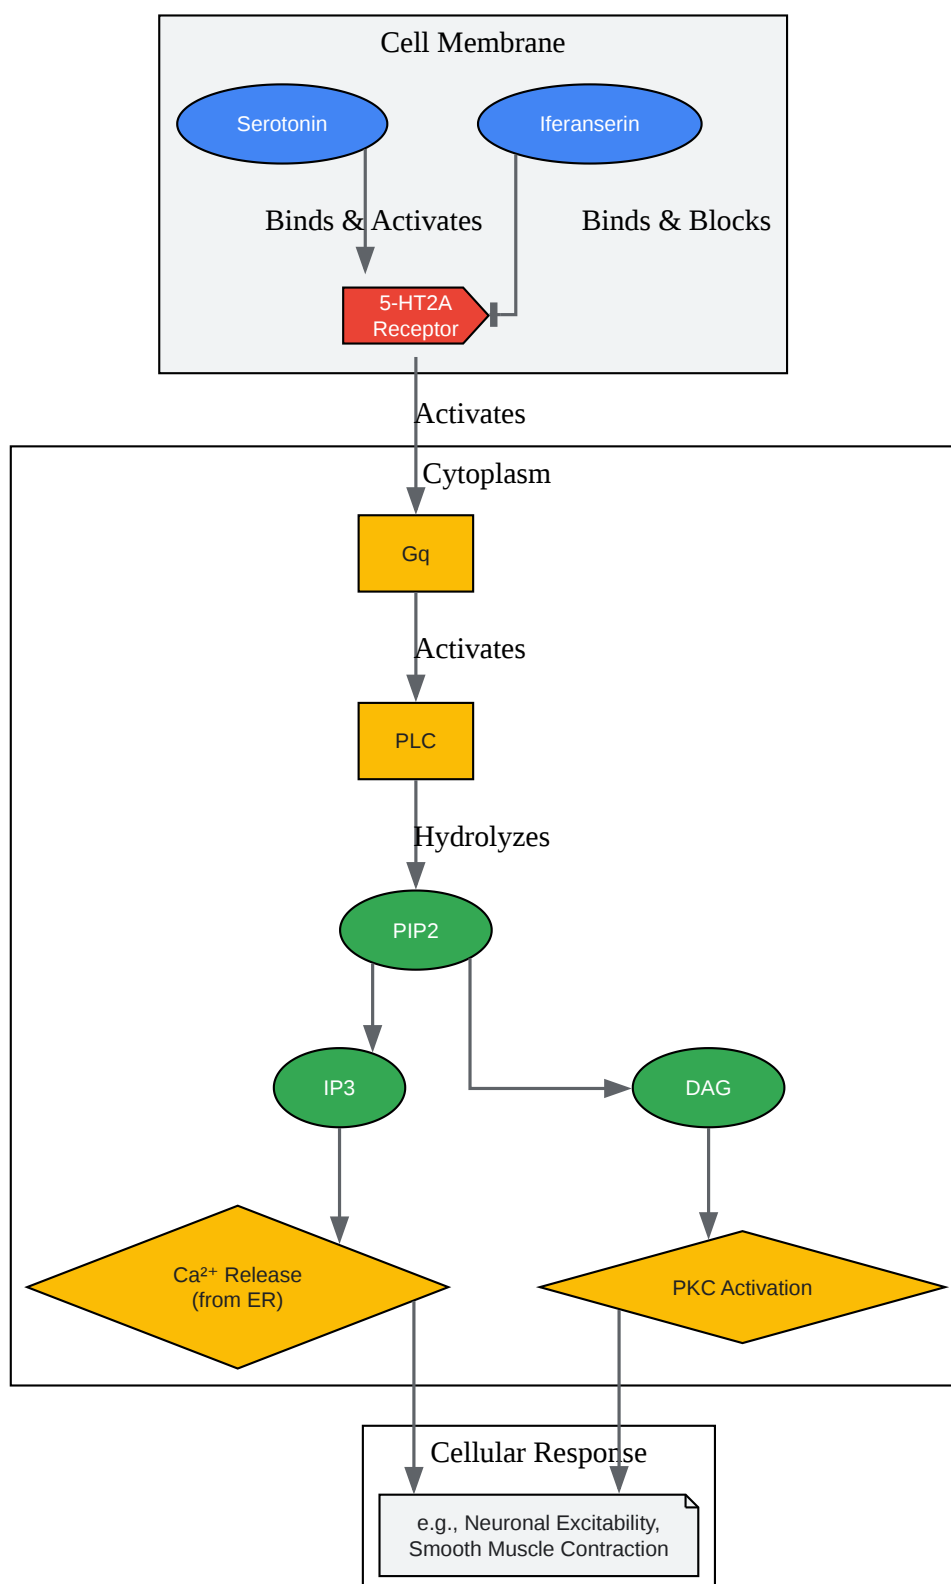 Cell Membrane
Serotonin
Iferanserin
Binds & Activates
Binds & Blocks
5-HT2A
Receptor
Activates
Cytoplasm
Gq
Activates
PLC
Hydrolyzes
PIP2
IP3
DAG
Ca²⁺ Release
(from ER)
PKC Activation
Cellular Response
e.g., Neuronal Excitability,
Smooth Muscle Contraction